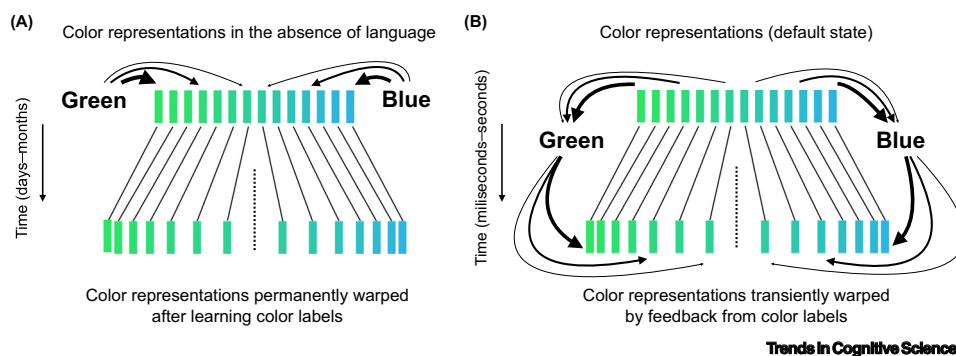 (A)
Color representations in the absence of language
Green
Blue
Time (days–months)
Color representations permanently warped
after learning color labels
(B)
Color representations (default state)
Green
Blue
Time (miliseconds–seconds)
Color representations transiently warped
by feedback from color labels
Trends in Cognitive Sciences